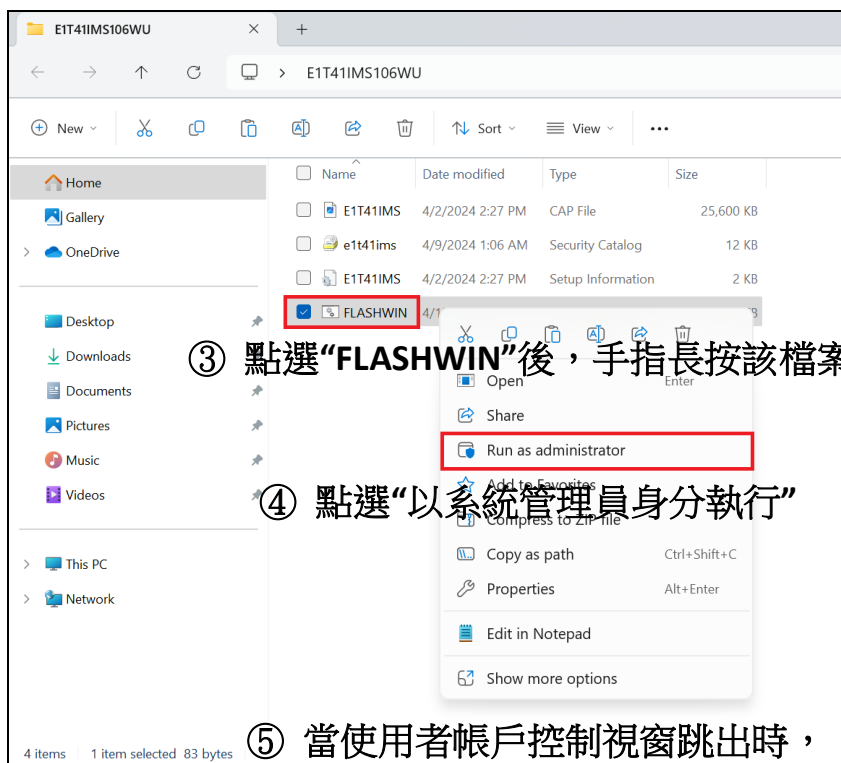 E1T41IMS106WU
E1T41IMS106WU
New
Sort
View
Name Date modified Type Size
Home
Gallery
OneDrive
Desktop
Downloads
Documents
Pictures
Music
Videos
This PC
Network
E1T41IMS 4/2/2024 2:27 PM CAP File 25,600 KB
e1t41ims 4/9/2024 1:06 AM Security Catalog 12 KB
E1T41IMS 4/2/2024 2:27 PM Setup Information 2 KB
FLASHWIN
③ 點選“FLASHWIN”後，手指長按該檔案
Open Enter
Share
Run as administrator
Add to Favorites
④ 點選“以系統管理員身分執行”
Compress to ZIP file
Copy as path Ctrl+Shift+C
Properties Alt+Enter
Edit in Notepad
Show more options
⑤ 當使用者帳戶控制視窗跳出時，
4 items 1 item selected 83 bytes